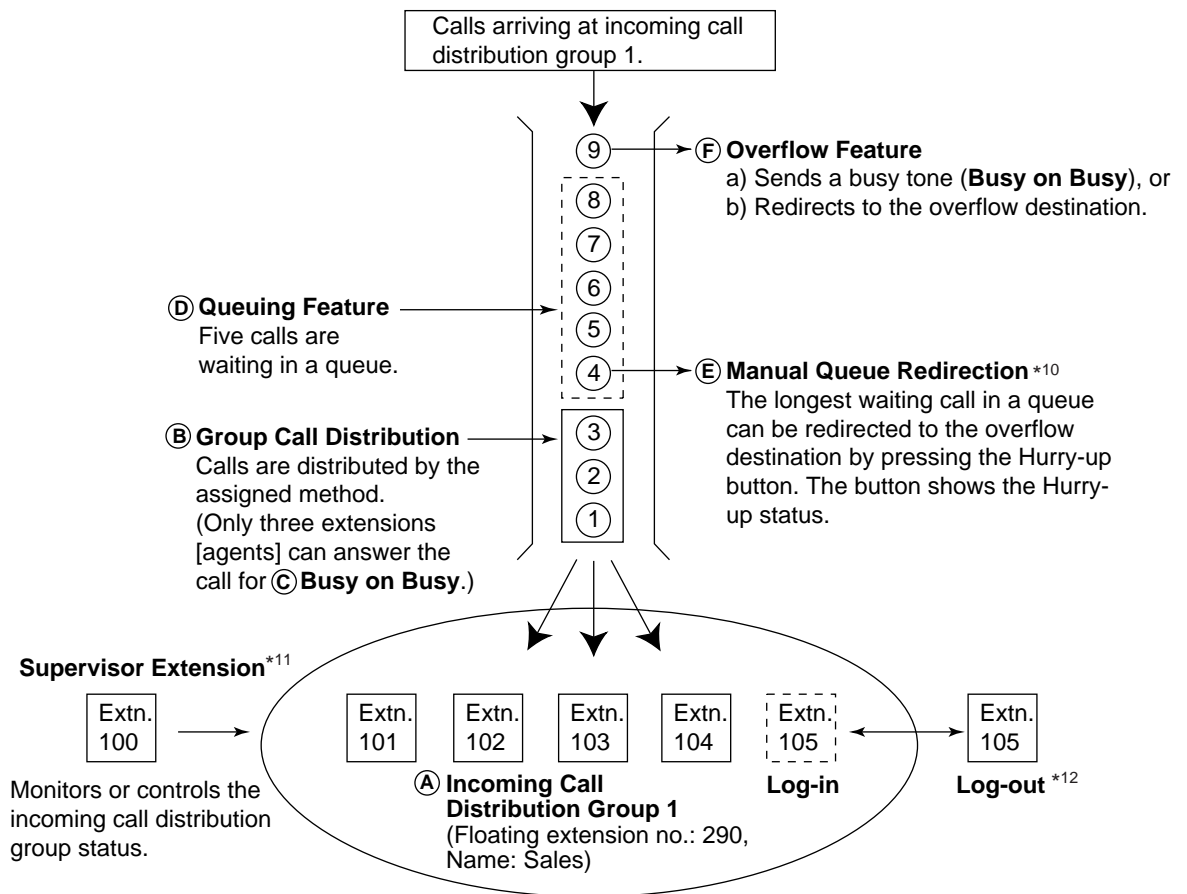 Calls arriving at incoming call
distribution group 1.
9
F Overflow Feature
a) Sends a busy tone (Busy on Busy), or
b) Redirects to the overflow destination.
8
7
6
5
4
D Queuing Feature
Five calls are
waiting in a queue.
E Manual Queue Redirection *10
The longest waiting call in a queue
can be redirected to the overflow
destination by pressing the Hurry-up
button. The button shows the Hurry-
up status.
B Group Call Distribution
Calls are distributed by the
assigned method.
(Only three extensions
[agents] can answer the
call for C Busy on Busy.)
3
2
1
Supervisor Extension*11
Extn.
100
Monitors or controls the
incoming call distribution
group status.
Extn.
101
Extn.
102
Extn.
103
Extn.
104
Extn.
105
Log-in
Extn.
105
Log-out *12
A Incoming Call
Distribution Group 1
(Floating extension no.: 290,
Name: Sales)